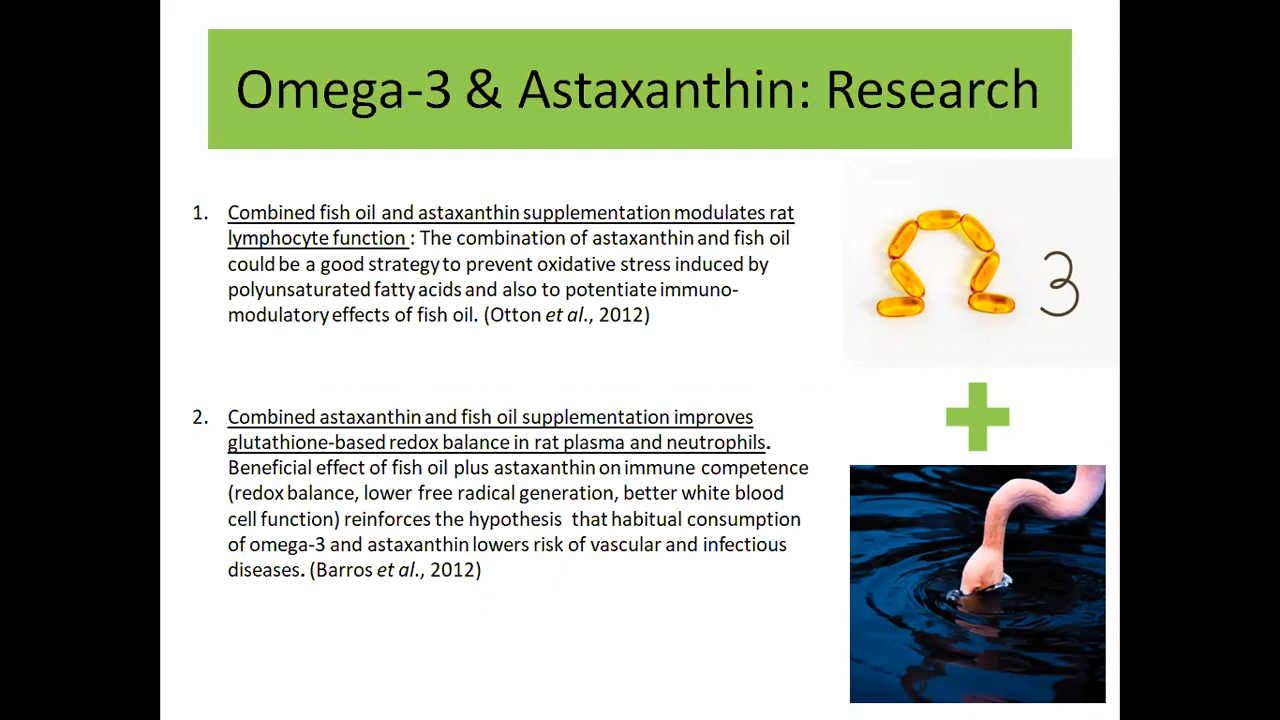 Omega-3 & Astaxanthin: Research
1. Combined fish oil and astaxanthin supplementation modulates rat
lymphocyte function : The combination of astaxanthin and fish oil
could be a good strategy to prevent oxidative stress induced by
polyunsaturated fatty acids and also to potentiate immuno-
modulatory effects of fish oil. (Otton et al., 2012)
3
2. Combined astaxanthin and fish oil supplementation improves
glutathione-based redox balance in rat plasma and neutrophils.
Beneficial effect of fish oil plus astaxanthin on immune competence
(redox balance, lower free radical generation, better white blood
cell function) reinforces the hypothesis  that habitual consumption
of omega-3 and astaxanthin lowers risk of vascular and infectious
diseases. (Barros et al., 2012)